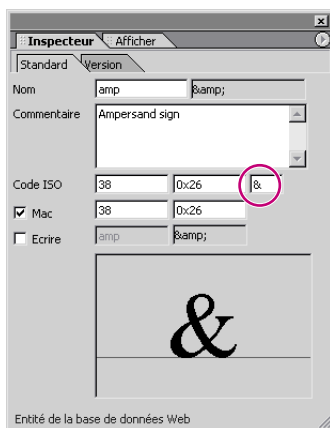 Inspecteur Afficher
Standard Version
Nom amp &amp;
Commentaire Ampersand sign
Code ISO 38 0x26 &
Mac 38 0x26
Ecrire amp &amp;
&
Entité de la base de données Web